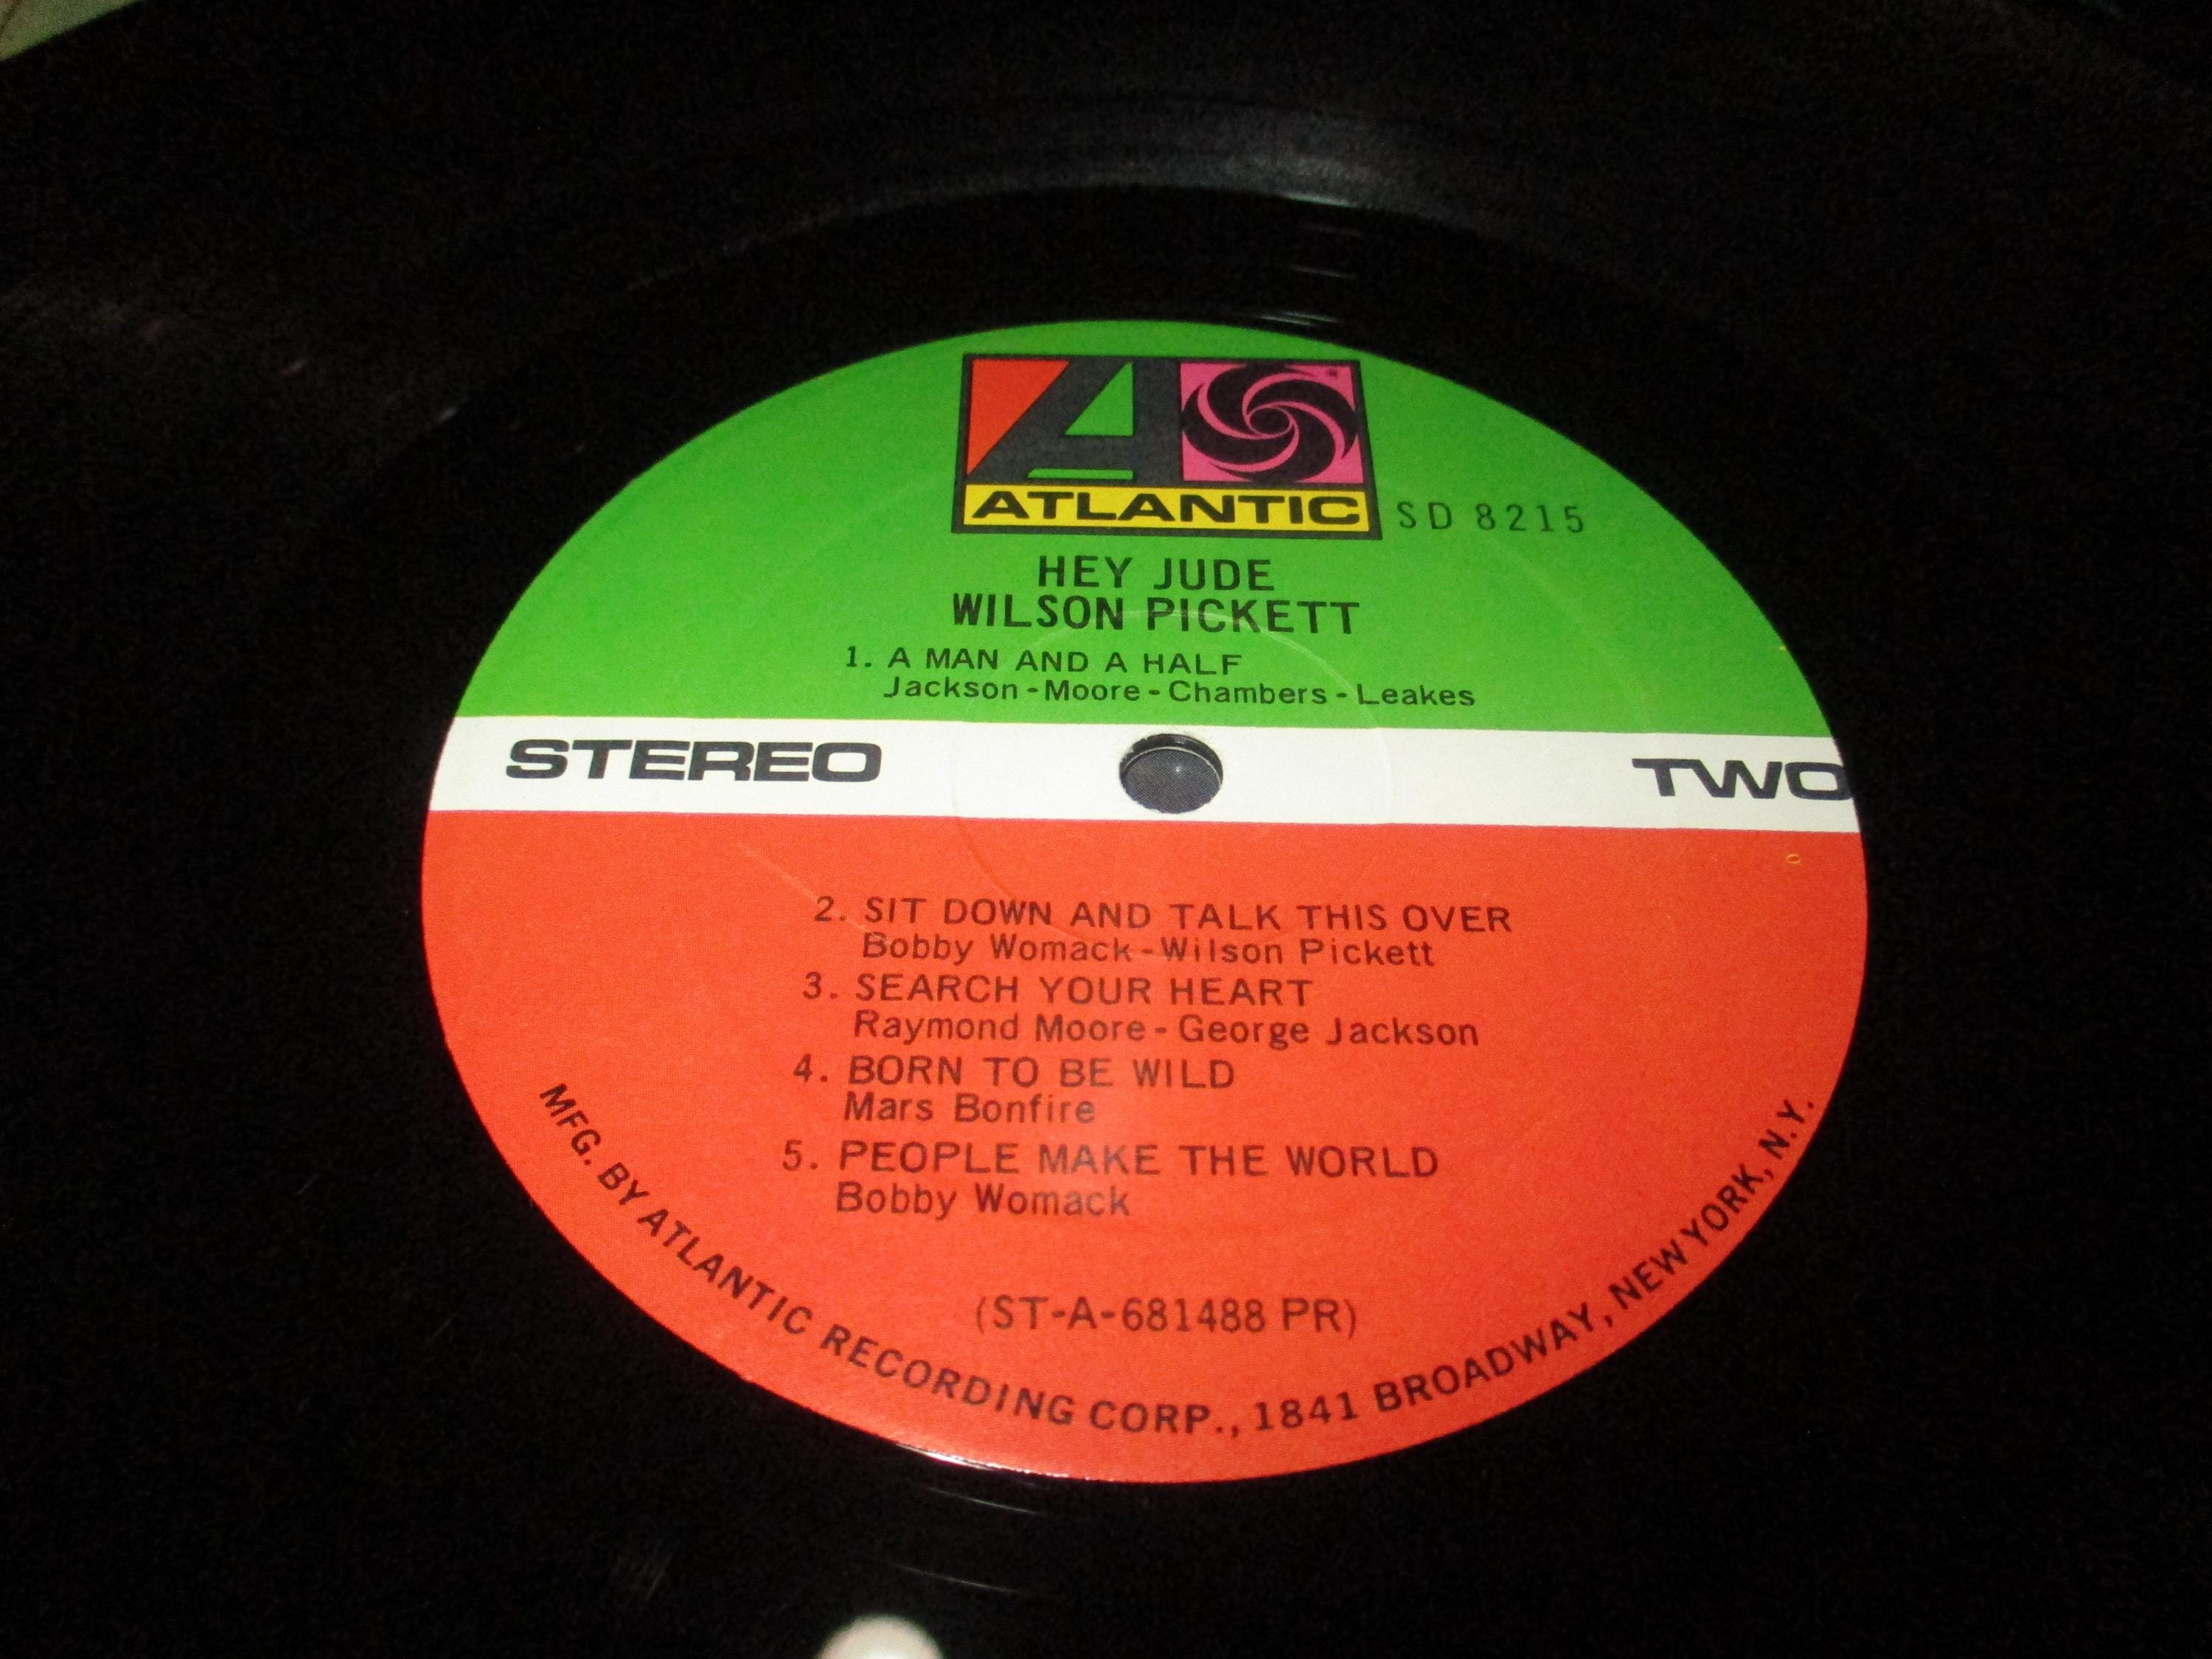 ATLANTIC
SD 8215
HEY JUDE
WILSON PICKETT
1. A MAN AND A HALF
Jackson - Moore - Chambers - Leakes
STEREO
TWO
2. SIT DOWN AND TALK THIS OVER
Bobby Womack - Wilson Pickett
3. SEARCH YOUR HEART
Raymond Moore - George Jackson
4. BORN TO BE WILD
Mars Bonfire
5. PEOPLE MAKE THE WORLD
Bobby Womack
(ST-A-681488 PR)
MFG. BY ATLANTIC RECORDING CORP., 1841 BROADWAY, NEW YORK, N.Y.